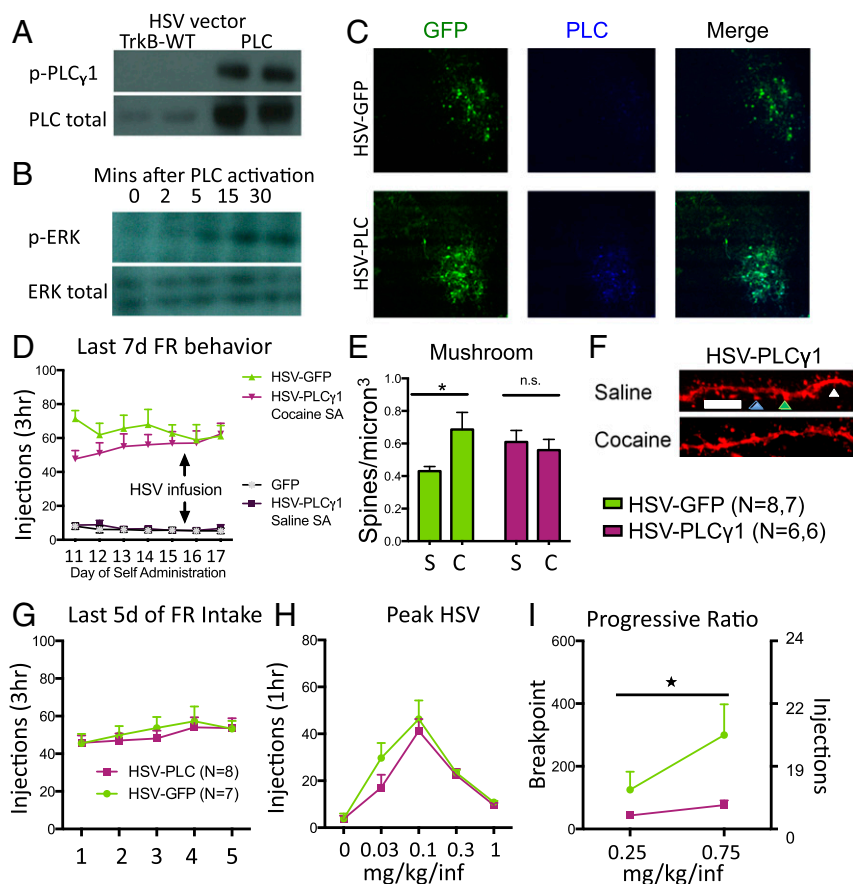 A
HSV vector
TrkB-WT PLC
p-PLCγ1
PLC total
B
Mins after PLC activation
0 2 5 15 30
p-ERK
ERK total
C
GFP PLC Merge
HSV-GFP
HSV-PLC
D
Last 7d FR behavior
Injections (3hr)
100
80
60
40
20
0
HSV infusion
11 12 13 14 15 16 17
Day of Self Administration
HSV-GFP
HSV-PLCγ1
Cocaine SA
GFP
HSV-PLCγ1
Saline SA
E
Mushroom
Spines/micron³
1.0
0.8
0.6
0.4
0.2
0.0
* n.s.
S C S C
F
HSV-PLCγ1
Saline
Cocaine
HSV-GFP (N=8,7)
HSV-PLCγ1 (N=6,6)
G
Last 5d of FR Intake
Injections (3hr)
100
80
60
40
20
0
HSV-PLC (N=8)
HSV-GFP (N=7)
1 2 3 4 5
H
Peak HSV
Injections (1hr)
80
60
40
20
0
0 0.03 0.1 0.3 1
mg/kg/inf
I
Progressive Ratio
Breakpoint
600
400
200
0
★
24
22
19
0
Injections
0.25 0.75
mg/kg/inf